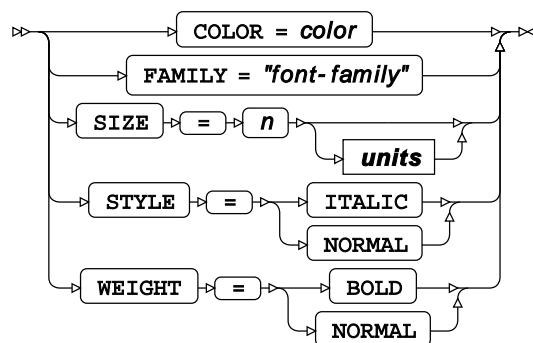 COLOR = color
FAMILY = "font-family"
SIZE = n
units
STYLE = ITALIC
NORMAL
WEIGHT = BOLD
NORMAL